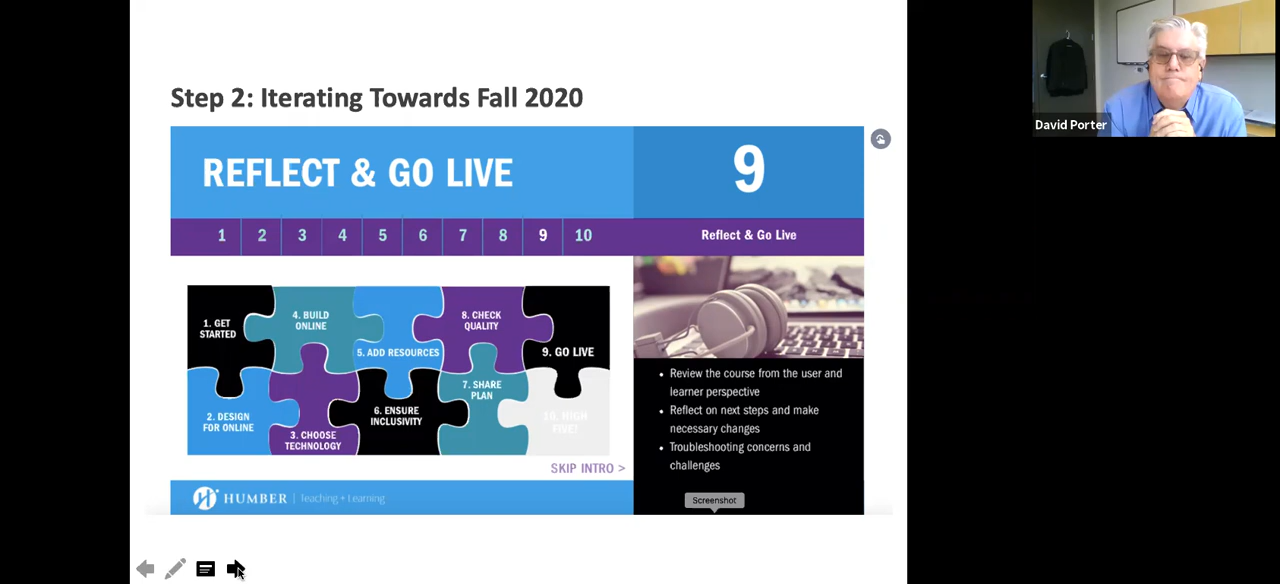 Step 2: Iterating Towards Fall 2020
REFLECT & GO LIVE
9
1 2 3 4 5 6 7 8 9 10
Reflect & Go Live
1. GET
STARTED
4. BUILD
ONLINE
8. CHECK
QUALITY
5. ADD RESOURCES
9. GO LIVE
2. DESIGN
FOR ONLINE
3. CHOOSE
TECHNOLOGY
6. ENSURE
INCLUSIVITY
7. SHARE
PLAN
10. HIGH
FIVE?
SKIP INTRO >
• Review the course from the user and
learner perspective
• Reflect on next steps and make
necessary changes
• Troubleshooting concerns and
challenges
HUMBER | Teaching + Learning
Screenshot
David Porter